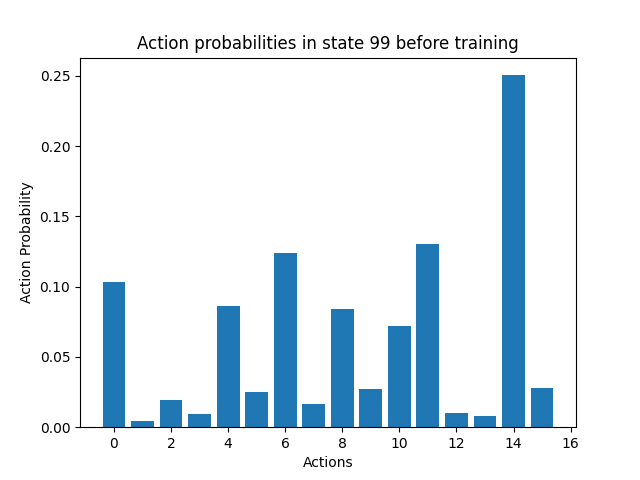 Action probabilities in state 99 before training
0.25
0.20
0.15
0.10
0.05
0.00
Action Probability
0 2 4 6 8 10 12 14 16
Actions